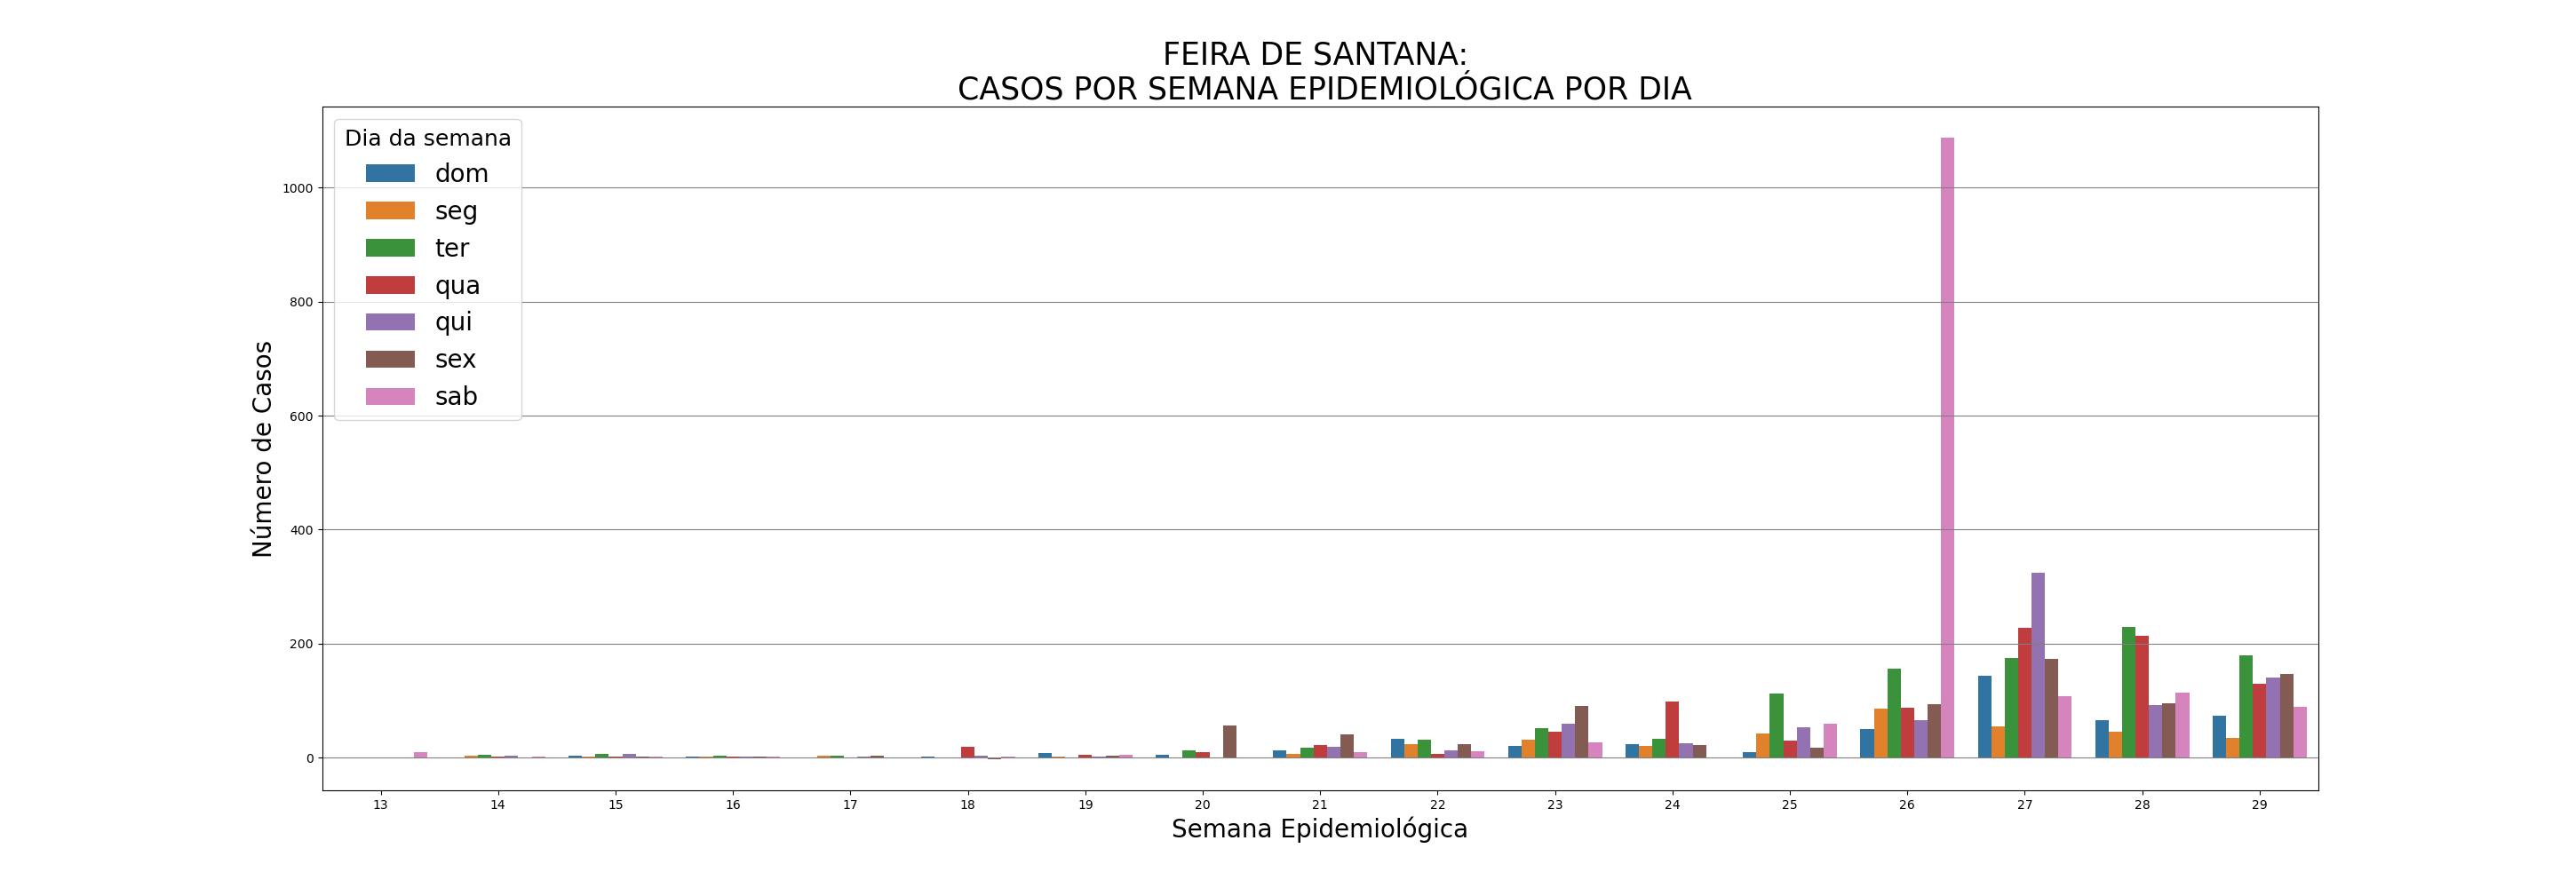 FEIRA DE SANTANA:
CASOS POR SEMANA EPIDEMIOLÓGICA POR DIA
Dia da semana
dom
seg
ter
qua
qui
sex
sab
Número de Casos
1000
800
600
400
200
0
13 14 15 16 17 18 19 20 21 22 23 24 25 26 27 28 29
Semana Epidemiológica